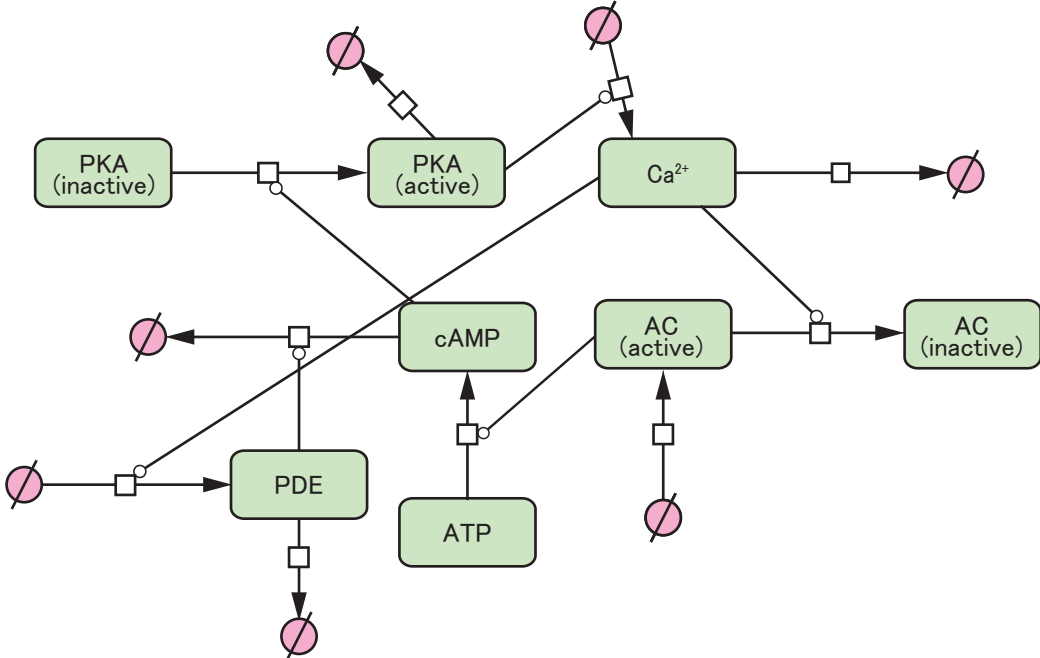 PKA
(inactive)
PKA
(active)
Ca²⁺
cAMP
AC
(active)
AC
(inactive)
PDE
ATP